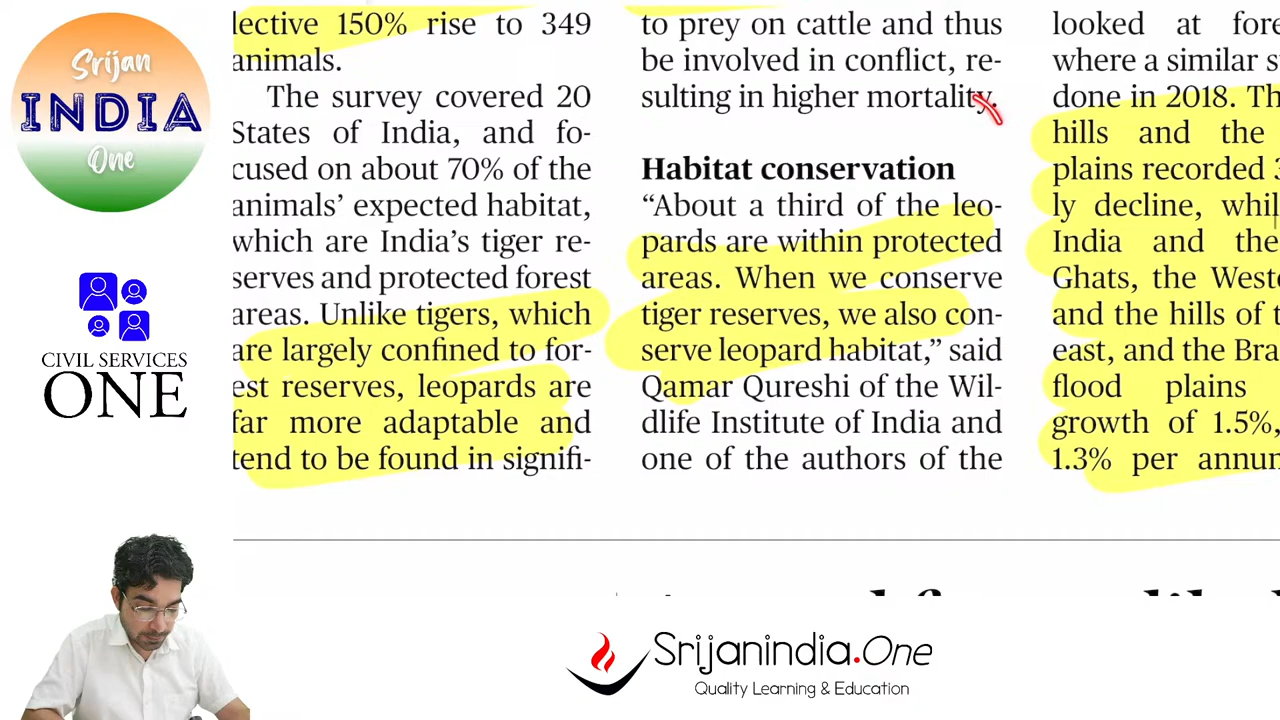 Srijan
INDIA
One
CIVIL SERVICES
ONE
lective 150% rise to 349
animals.
The survey covered 20
States of India, and fo-
cused on about 70% of the
animals’ expected habitat,
which are India’s tiger re-
serves and protected forest
areas. Unlike tigers, which
are largely confined to for-
est reserves, leopards are
far more adaptable and
tend to be found in signifi-
to prey on cattle and thus
be involved in conflict, re-
sulting in higher mortality.
Habitat conservation
“About a third of the leo-
pards are within protected
areas. When we conserve
tiger reserves, we also con-
serve leopard habitat,” said
Qamar Qureshi of the Wil-
dlife Institute of India and
one of the authors of the
looked at
where a similar
done in 2018.
hills and the
plains recorded
ly decline,
India and the
Ghats, the
and the hills of
east, and the
flood plains
growth of 1.5%,
1.3% per
Srijanindia.One
Quality Learning & Education